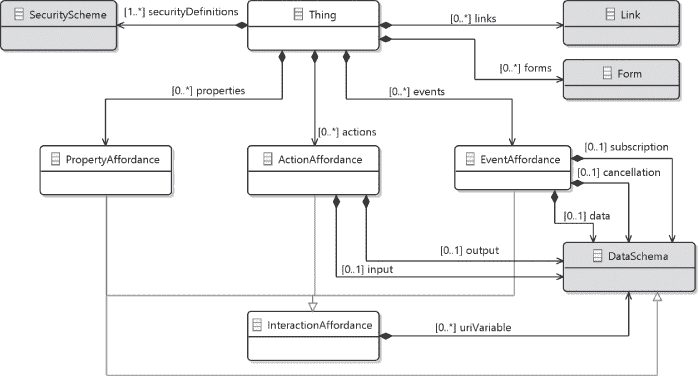 SecurityScheme
[1..*] securityDefinitions
Thing
[0..*] links
Link
[0..*] forms
Form
[0..*] properties
[0..*] events
[0..*] actions
PropertyAffordance
ActionAffordance
EventAffordance
[0..1] subscription
[0..1] cancellation
[0..1] data
[0..1] output
[0..1] input
DataSchema
InteractionAffordance
[0..*] uriVariable